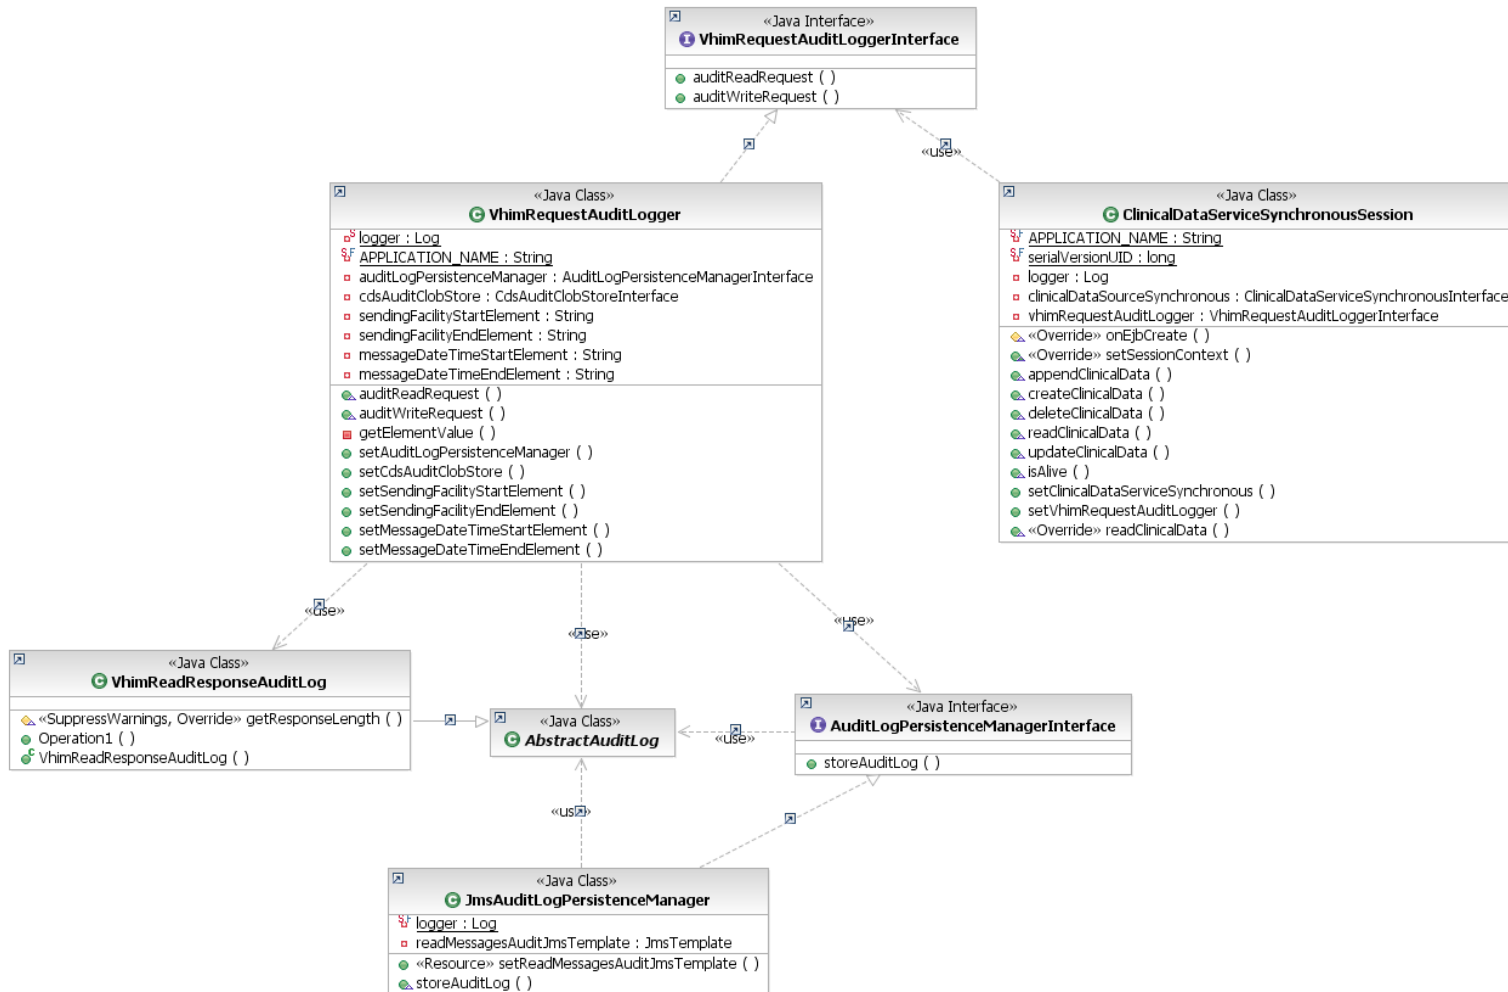 «Java Interface»
VhimRequestAuditLoggerInterface
auditReadRequest ( )
auditWriteRequest ( )
«use»
«Java Class»
VhimRequestAuditLogger
logger : Log
APPLICATION_NAME : String
auditLogPersistenceManager : AuditLogPersistenceManagerInterface
cdsAuditClobStore : CdsAuditClobStoreInterface
sendingFacilityStartElement : String
sendingFacilityEndElement : String
messageDateTimeStartElement : String
messageDateTimeEndElement : String
auditReadRequest ( )
auditWriteRequest ( )
getElementValue ( )
setAuditLogPersistenceManager ( )
setCdsAuditClobStore ( )
setSendingFacilityStartElement ( )
setSendingFacilityEndElement ( )
setMessageDateTimeStartElement ( )
setMessageDateTimeEndElement ( )
«Java Class»
ClinicalDataServiceSynchronousSession
APPLICATION_NAME : String
serialVersionUID : long
logger : Log
clinicalDataSourceSynchronous : ClinicalDataServiceSynchronousInterface
vhimRequestAuditLogger : VhimRequestAuditLoggerInterface
«Override» onEjbCreate ( )
«Override» setSessionContext ( )
appendClinicalData ( )
createClinicalData ( )
deleteClinicalData ( )
readClinicalData ( )
updateClinicalData ( )
isAlive ( )
setClinicalDataServiceSynchronous ( )
setVhimRequestAuditLogger ( )
«Override» readClinicalData ( )
«use»
«use»
«use»
«Java Class»
VhimReadResponseAuditLog
«SuppressWarnings, Override» getResponseLength ( )
Operation1 ( )
VhimReadResponseAuditLog ( )
«Java Class»
AbstractAuditLog
«use»
«Java Interface»
AuditLogPersistenceManagerInterface
storeAuditLog ( )
«use»
«Java Class»
JmsAuditLogPersistenceManager
logger : Log
readMessagesAuditJmsTemplate : JmsTemplate
«Resource» setReadMessagesAuditJmsTemplate ( )
storeAuditLog ( )